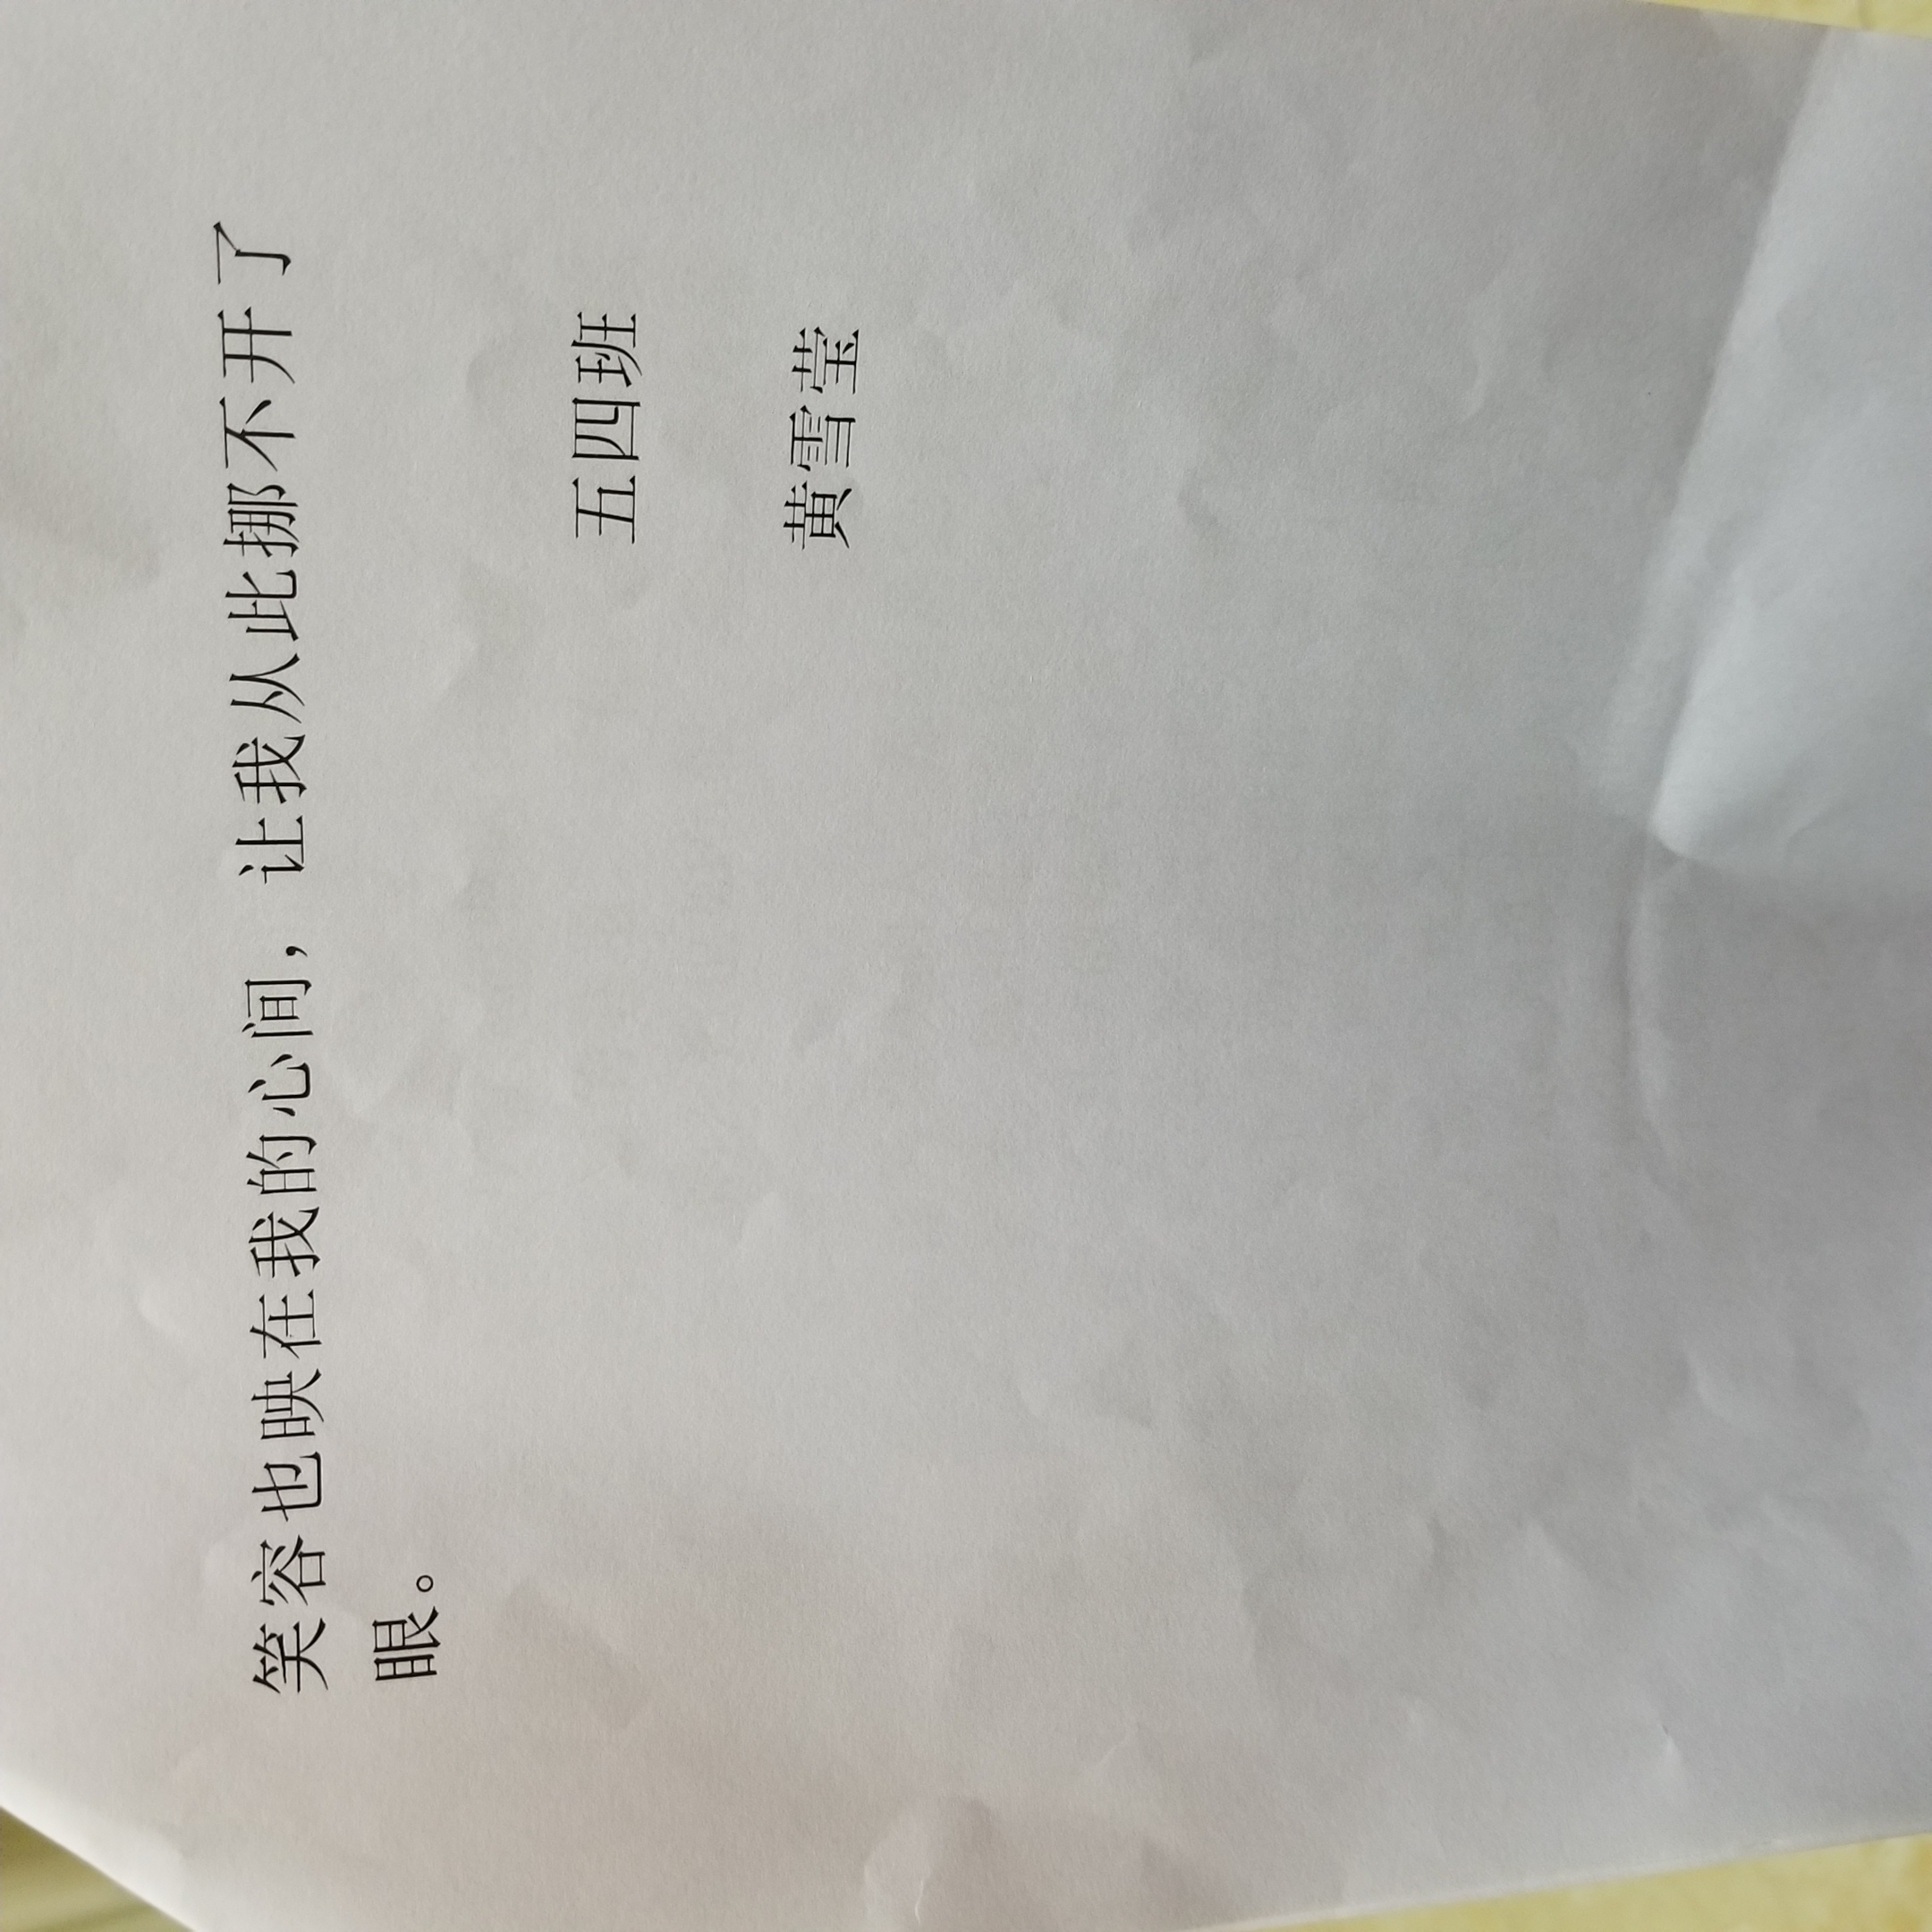 笑容也映在我的心间，让我从此挪不开了
眼。
五四班
黄雪莹